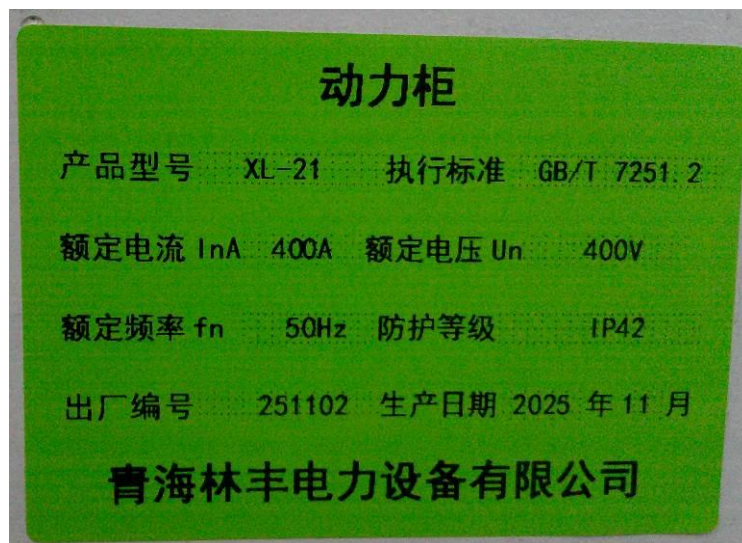 动力柜
产品型号 XL-21 执行标准 GB/T 7251.2
额定电流 InA 400A 额定电压 Un 400V
额定频率 fn 50Hz 防护等级 IP42
出厂编号 251102 生产日期 2025 年 11 月
青海林丰电力设备有限公司